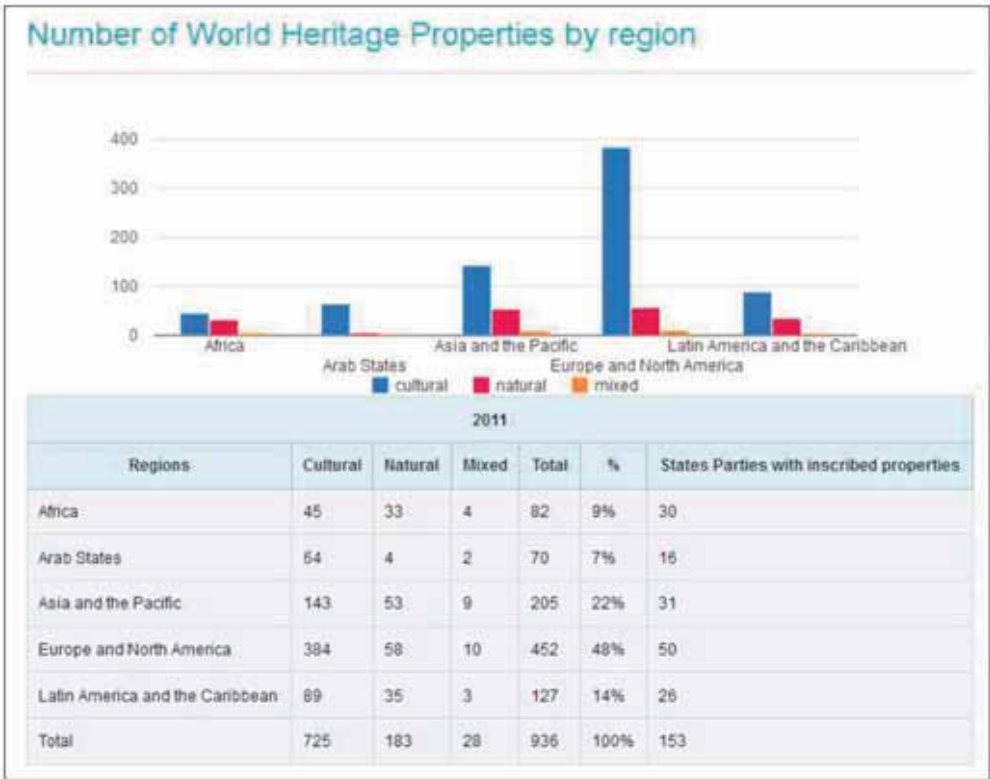 Number of World Heritage Properties by region
400
300
200
100
0
Africa
Asia and the Pacific
Latin America and the Caribbean
Arab States
Europe and North America
cultural natural mixed
2011
Regions Cultural Natural Mixed Total % States Parties with inscribed properties
Africa 45 33 4 82 9% 30
Arab States 64 4 2 70 7% 16
Asia and the Pacific 143 53 9 205 22% 31
Europe and North America 384 58 10 452 48% 50
Latin America and the Caribbean 89 35 3 127 14% 26
Total 725 183 28 936 100% 153